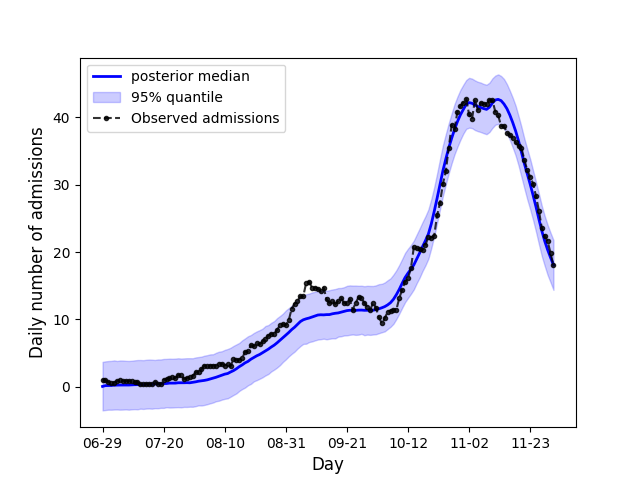 posterior median
95% quantile
Observed admissions
Daily number of admissions
40
30
20
10
0
06-29 07-20 08-10 08-31 09-21 10-12 11-02 11-23
Day